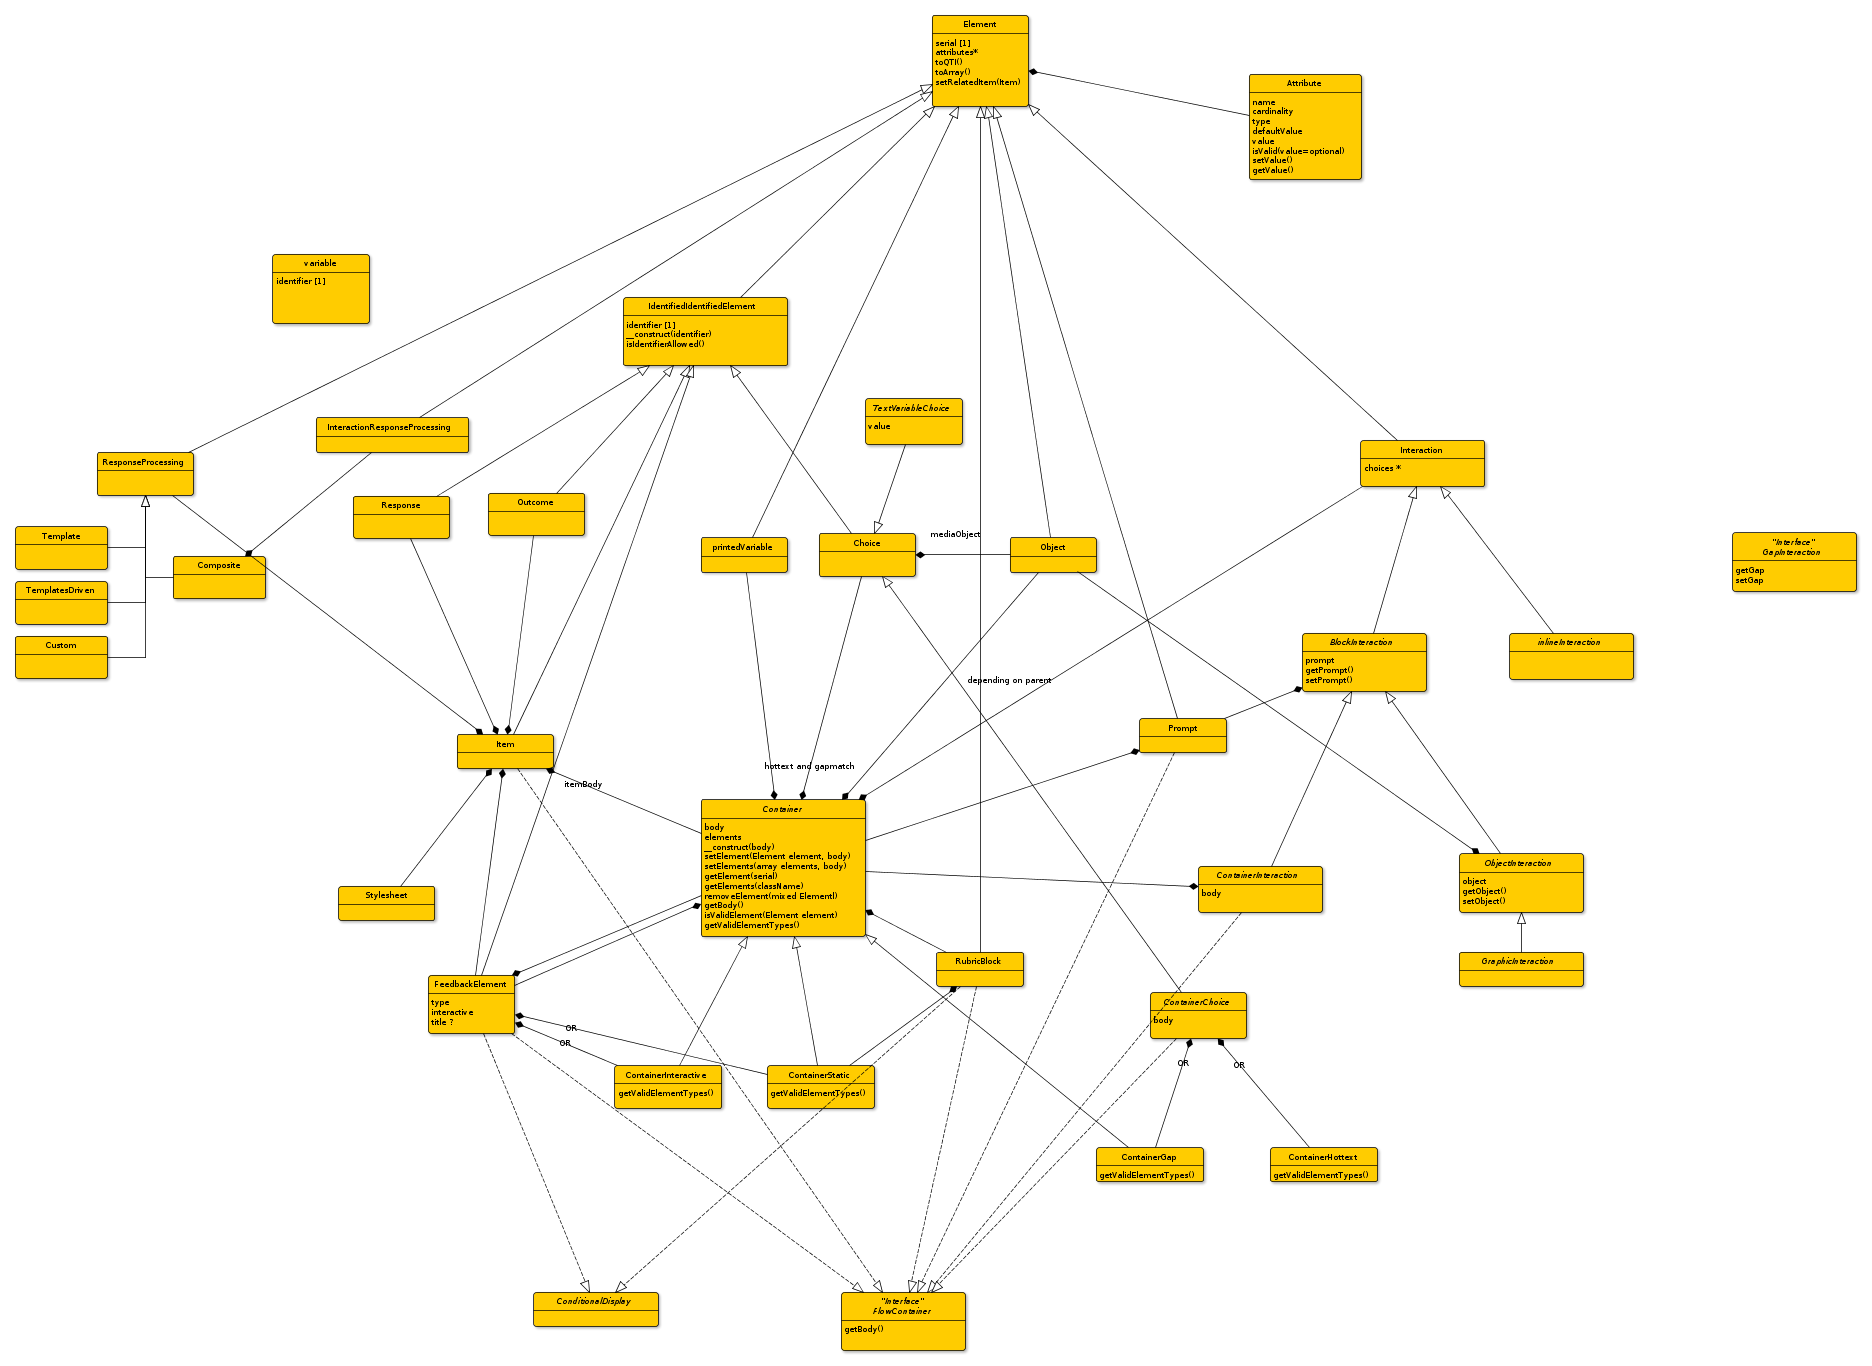 Element
serial [1]
attributes*
toQTI()
toArray()
setRelatedItem(Item)
Attribute
name
cardinality
type
defaultValue
value
isValid(value=optional)
setValue()
getValue()
variable
identifier [1]
IdentifiedIdentifiedElement
identifier [1]
__construct(identifier)
isIdentifierAllowed()
TextVariableChoice
value
InteractionResponseProcessing
Interaction
choices *
ResponseProcessing
Response
Outcome
Template
printedVariable
Choice
mediaObject
Object
"Interface"
GapInteraction
getGap
setGap
Composite
TemplatesDriven
Custom
BlockInteraction
prompt
getPrompt()
setPrompt()
inlineInteraction
depending on parent
Prompt
Item
hottext and gapmatch
itemBody
Container
body
elements
__construct(body)
setElement(Element element, body)
setElements(array elements, body)
getElement(serial)
getElements(className)
removeElement(mixed Element|)
getBody()
isValidElement(Element element)
getValidElementTypes()
Stylesheet
ContainerInteraction
body
ObjectInteraction
object
getObject()
setObject()
RubricBlock
GraphicInteraction
FeedbackElement
type
interactive
title ?
ContainerChoice
body
OR
OR
OR
OR
ContainerInteractive
getValidElementTypes()
ContainerStatic
getValidElementTypes()
ContainerGap
getValidElementTypes()
ContainerHottext
getValidElementTypes()
ConditionalDisplay
"Interface"
FlowContainer
getBody()